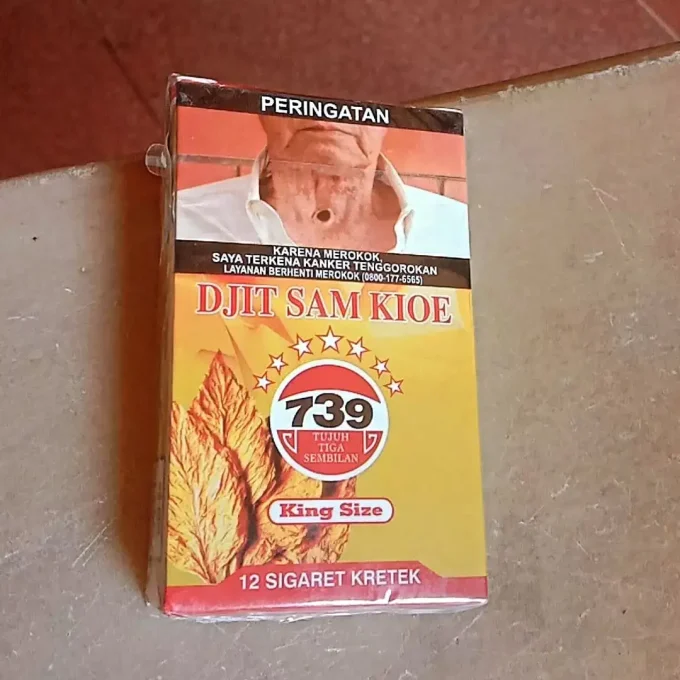 PERINGATAN
KARENA MEROKOK,
SAYA TERKENA KANKER TENGGOROKAN
LAYANAN BERHENTI MEROKOK (0800-177-6565)
DJIT SAM KIOE
739
TUJUH
TIGA
SEMBILAN
King Size
12 SIGARET KRETEK